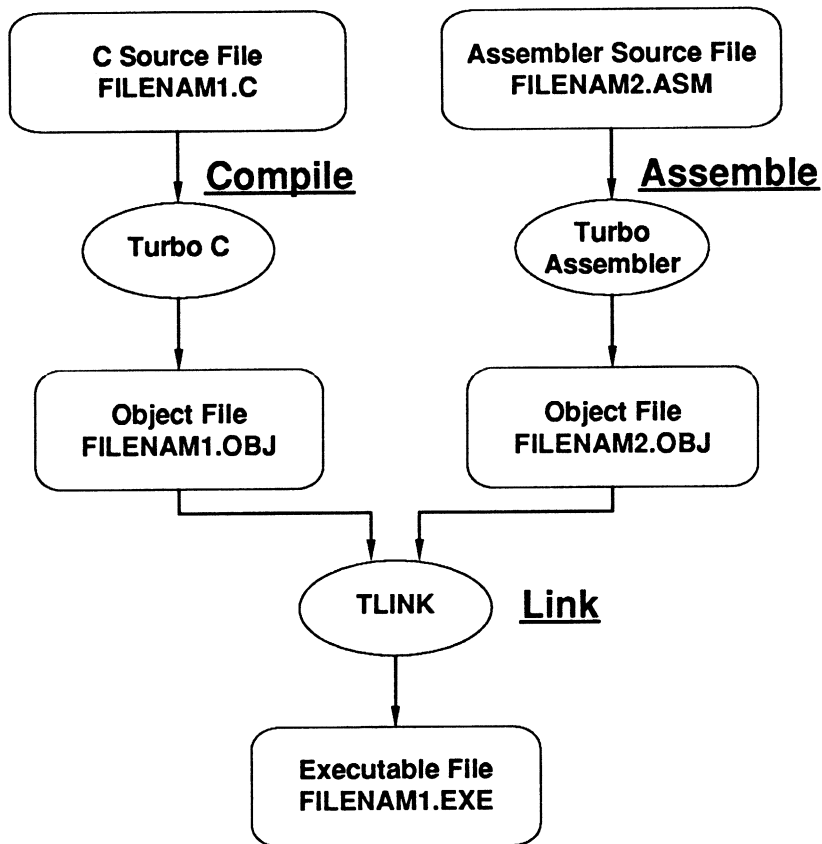 C Source File
FILENAM1.C
Assembler Source File
FILENAM2.ASM
Compile
Assemble
Turbo C
Turbo
Assembler
Object File
FILENAM1.OBJ
Object File
FILENAM2.OBJ
TLINK
Link
Executable File
FILENAM1.EXE